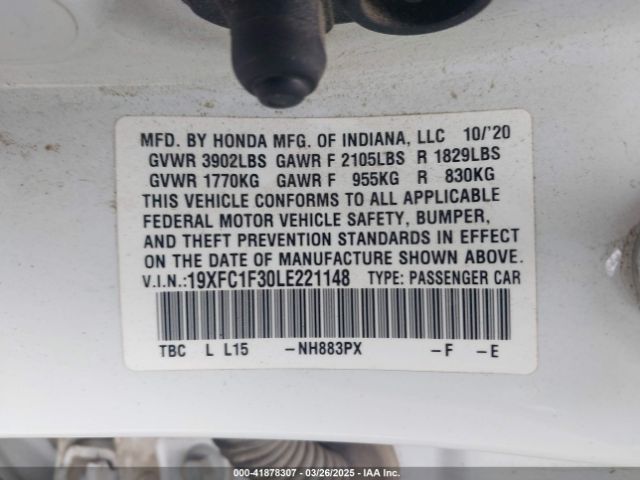 MFD. BY HONDA MFG. OF INDIANA, LLC 10/'20
GVWR 3902LBS GAWR F 2105LBS R 1829LBS
GVWR 1770KG GAWR F 955KG R 830KG
THIS VEHICLE CONFORMS TO ALL APPLICABLE
FEDERAL MOTOR VEHICLE SAFETY, BUMPER,
AND THEFT PREVENTION STANDARDS IN EFFECT
ON THE DATE OF MANUFACTURE SHOWN ABOVE.
V.I.N.:19XFC1F30LE221148 TYPE: PASSENGER CAR
TBC L L15 -NH883PX -F -E
000-41878307 / 03/26/2025 / IAA Inc.